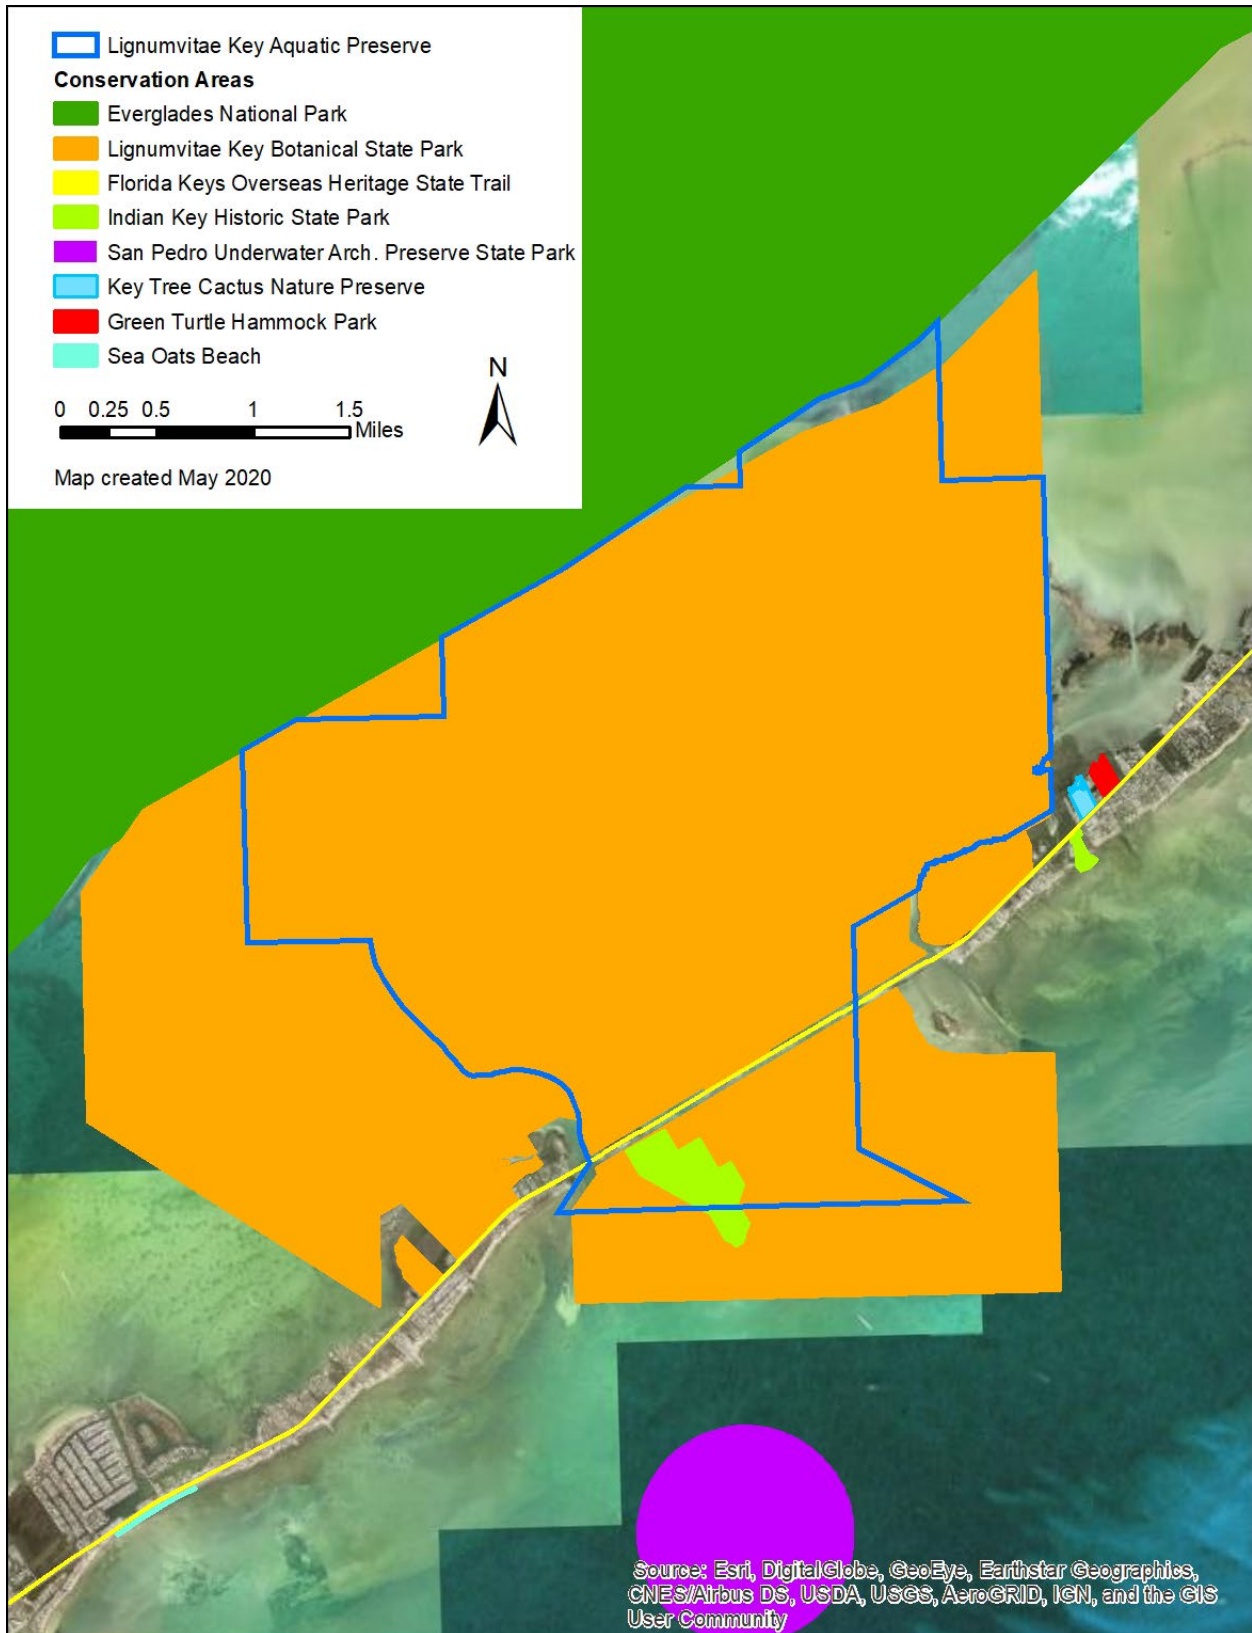 Lignumvitae Key Aquatic Preserve
Conservation Areas
Everglades National Park
Lignumvitae Key Botanical State Park
Florida Keys Overseas Heritage State Trail
Indian Key Historic State Park
San Pedro Underwater Arch. Preserve State Park
Key Tree Cactus Nature Preserve
Green Turtle Hammock Park
Sea Oats Beach
N
0 0.25 0.5 1 1.5
Miles
Map created May 2020
Source: Esri, DigitalGlobe, GeoEye, Earthstar Geographics,
CNES/Airbus DS, USDA, USGS, AeroGRID, IGN, and the GIS
User Community